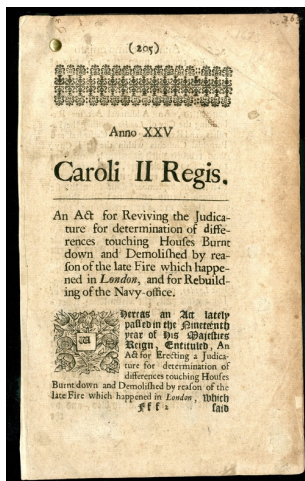 (205)
Anno XXV
Caroli II Regis.
An Act for Reviving the Judica-
ture for determination of diffe-
rences touching Houſes Burnt
down and Demoliſhed by rea-
ſon of the late Fire which happe-
ned in London, and for Rebuild-
ing of the Navy-office.
Whereas an Act lately
paſſed in the Nineteenth
year of His Majeſties
Reign, Entituled, An
Act for Erecting a Judica-
ture for determination of
differences touching Houſes
Burnt down and Demoliſhed by reaſon of the
late Fire which happened in London, Which
ſaid